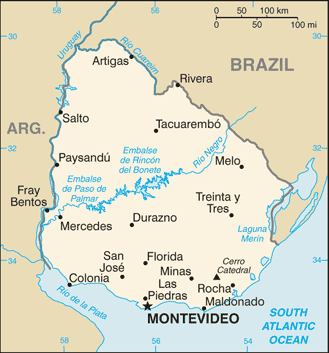 58
56
54
0 50 100 km
0 50 100 mi
30
Uruguay
Río Cuareim
Artigas
Rivera
BRAZIL
ARG.
Salto
Tacuarembó
32
Embalse
de Rincón
del Bonete
Río Negro
Paysandú
Melo
Embalse
de Paso de
Palmar
Fray
Bentos
Treinta y
Tres
Mercedes
Durazno
Laguna
Merín
34
San
José
Florida
Minas
Cerro
Catedral
Colonia
Las
Piedras
Rocha
Maldonado
Río de la Plata
MONTEVIDEO
SOUTH
ATLANTIC
OCEAN
58
56
54
30
32
34